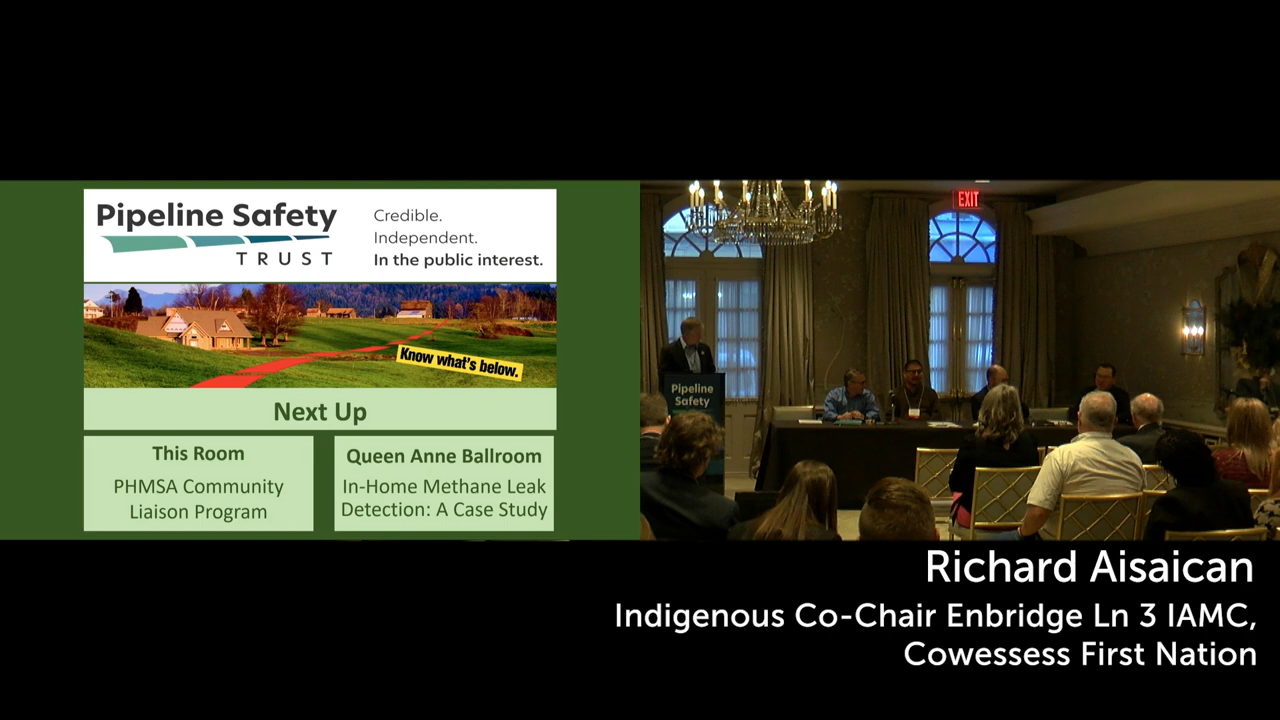 Pipeline Safety
TRUST
Credible.
Independent.
In the public interest.
Know what's below.
Next Up
This Room
PHMSA Community
Liaison Program
Queen Anne Ballroom
In-Home Methane Leak
Detection: A Case Study
EXIT
Pipeline
Safety
Richard Aisaican
Indigenous Co-Chair Enbridge Ln 3 IAMC,
Cowessess First Nation